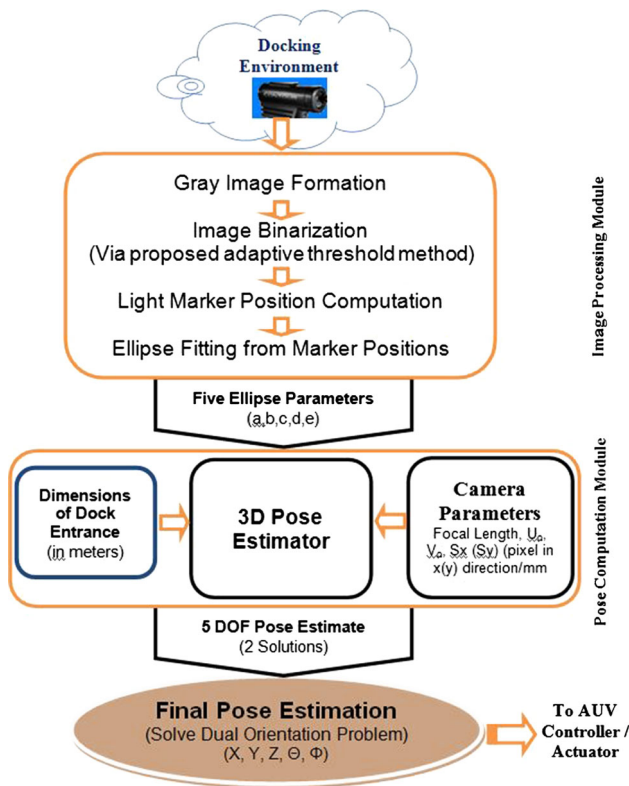 Docking
Environment
Gray Image Formation
Image Binarization
(Via proposed adaptive threshold method)
Light Marker Position Computation
Ellipse Fitting from Marker Positions
Image Processing Module
Five Ellipse Parameters
(a,b,c,d,e)
Dimensions
of Dock
Entrance
(in meters)
3D Pose
Estimator
Camera
Parameters
Focal Length, U₀,
V₀, Sx (Sy) (pixel in
x(y) direction/mm
Pose Computation Module
5 DOF Pose Estimate
(2 Solutions)
Final Pose Estimation
(Solve Dual Orientation Problem)
(X, Y, Z, Θ, Φ)
To AUV
Controller /
Actuator